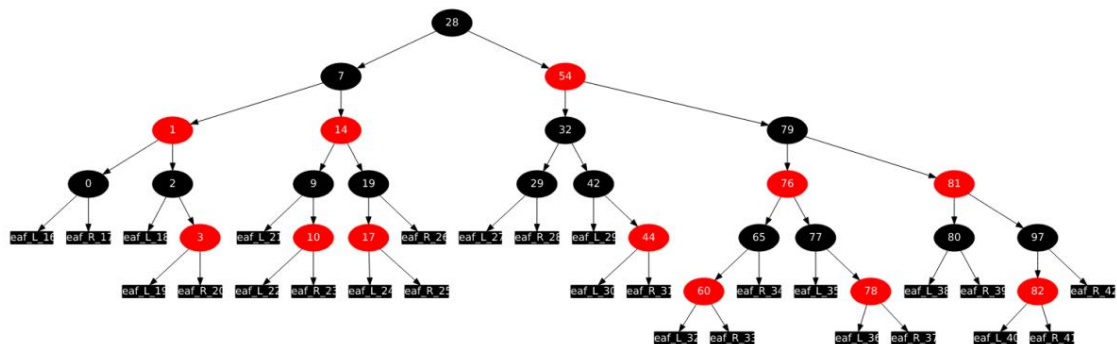 28
7 54
1 14 32 79
0 2 9 19 29 42 76 81
eaf_L_16 eaf_R_17 eaf_L_18 3 eaf_L_21 10 17 eaf_R_26 eaf_L_27 eaf_R_28 eaf_L_29 44 65 77 80 97
eaf_L_19 eaf_R_20 eaf_L_22 eaf_R_23 eaf_L_24 eaf_R_25 eaf_L_30 eaf_R_31 60 eaf_R_34 eaf_L_35 78 eaf_L_38 eaf_R_39 82 eaf_R_42
eaf_L_32 eaf_R_33 eaf_L_36 eaf_R_37 eaf_L_40 eaf_R_41